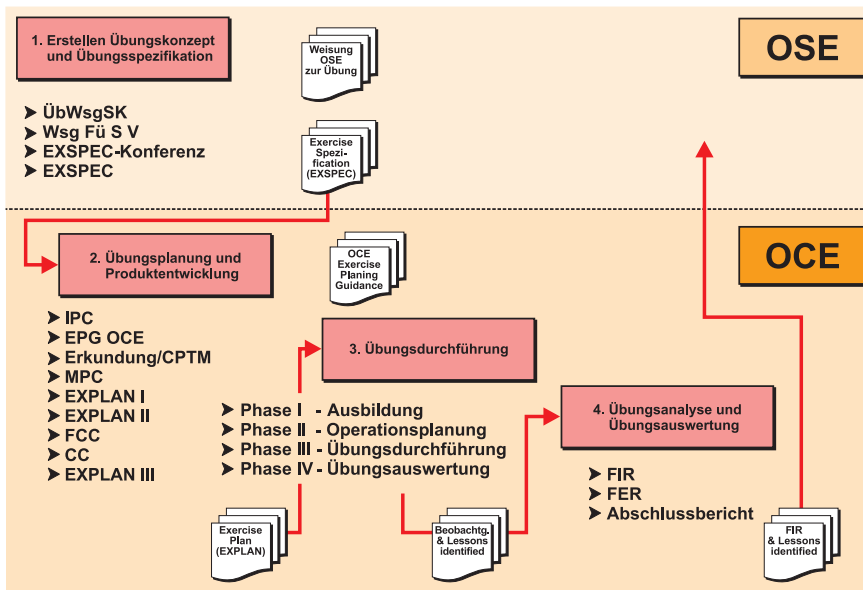 1. Erstellen Übungskonzept
und Übungsspezifikation
Weisung
OSE
zur Übung
OSE
➤ ÜbWsgSK
➤ Wsg Fü S V
➤ EXSPEC-Konferenz
➤ EXSPEC
Exercise
Spezi-
fication
(EXSPEC)
2. Übungsplanung und
Produktentwicklung
OCE
Exercise
Planing
Guidance
OCE
➤ IPC
➤ EPG OCE
➤ Erkundung/CPTM
➤ MPC
➤ EXPLAN I
➤ EXPLAN II
➤ FCC
➤ CC
➤ EXPLAN III
3. Übungsdurchführung
➤ Phase I - Ausbildung
➤ Phase II - Operationsplanung
➤ Phase III - Übungsdurchführung
➤ Phase IV - Übungsauswertung
4. Übungsanalyse und
Übungsauswertung
➤ FIR
➤ FER
➤ Abschlussbericht
Exercise
Plan
(EXPLAN)
Beobachtg.
& Lessons
identified
FIR
& Lessons
identified